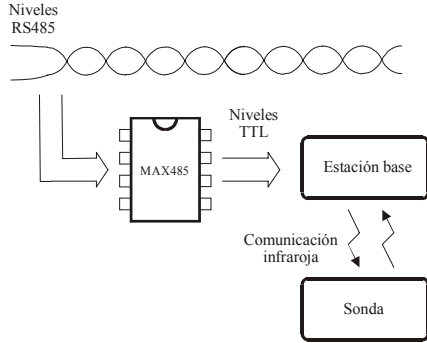 Niveles
RS485
Niveles
TTL
MAX485
Estación base
Comunicación
infraroja
Sonda